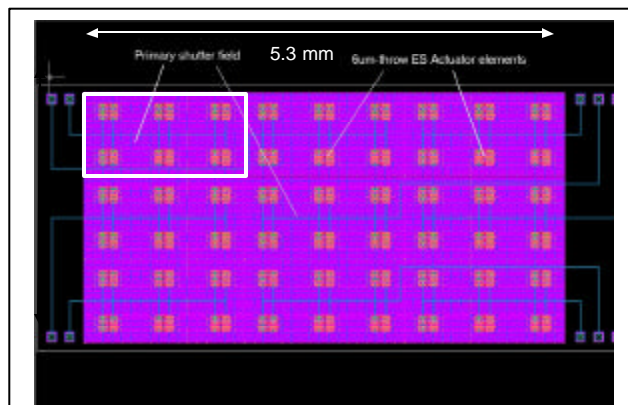 5.3 mm
Primary shutter field
6um-throw ES Actuator elements